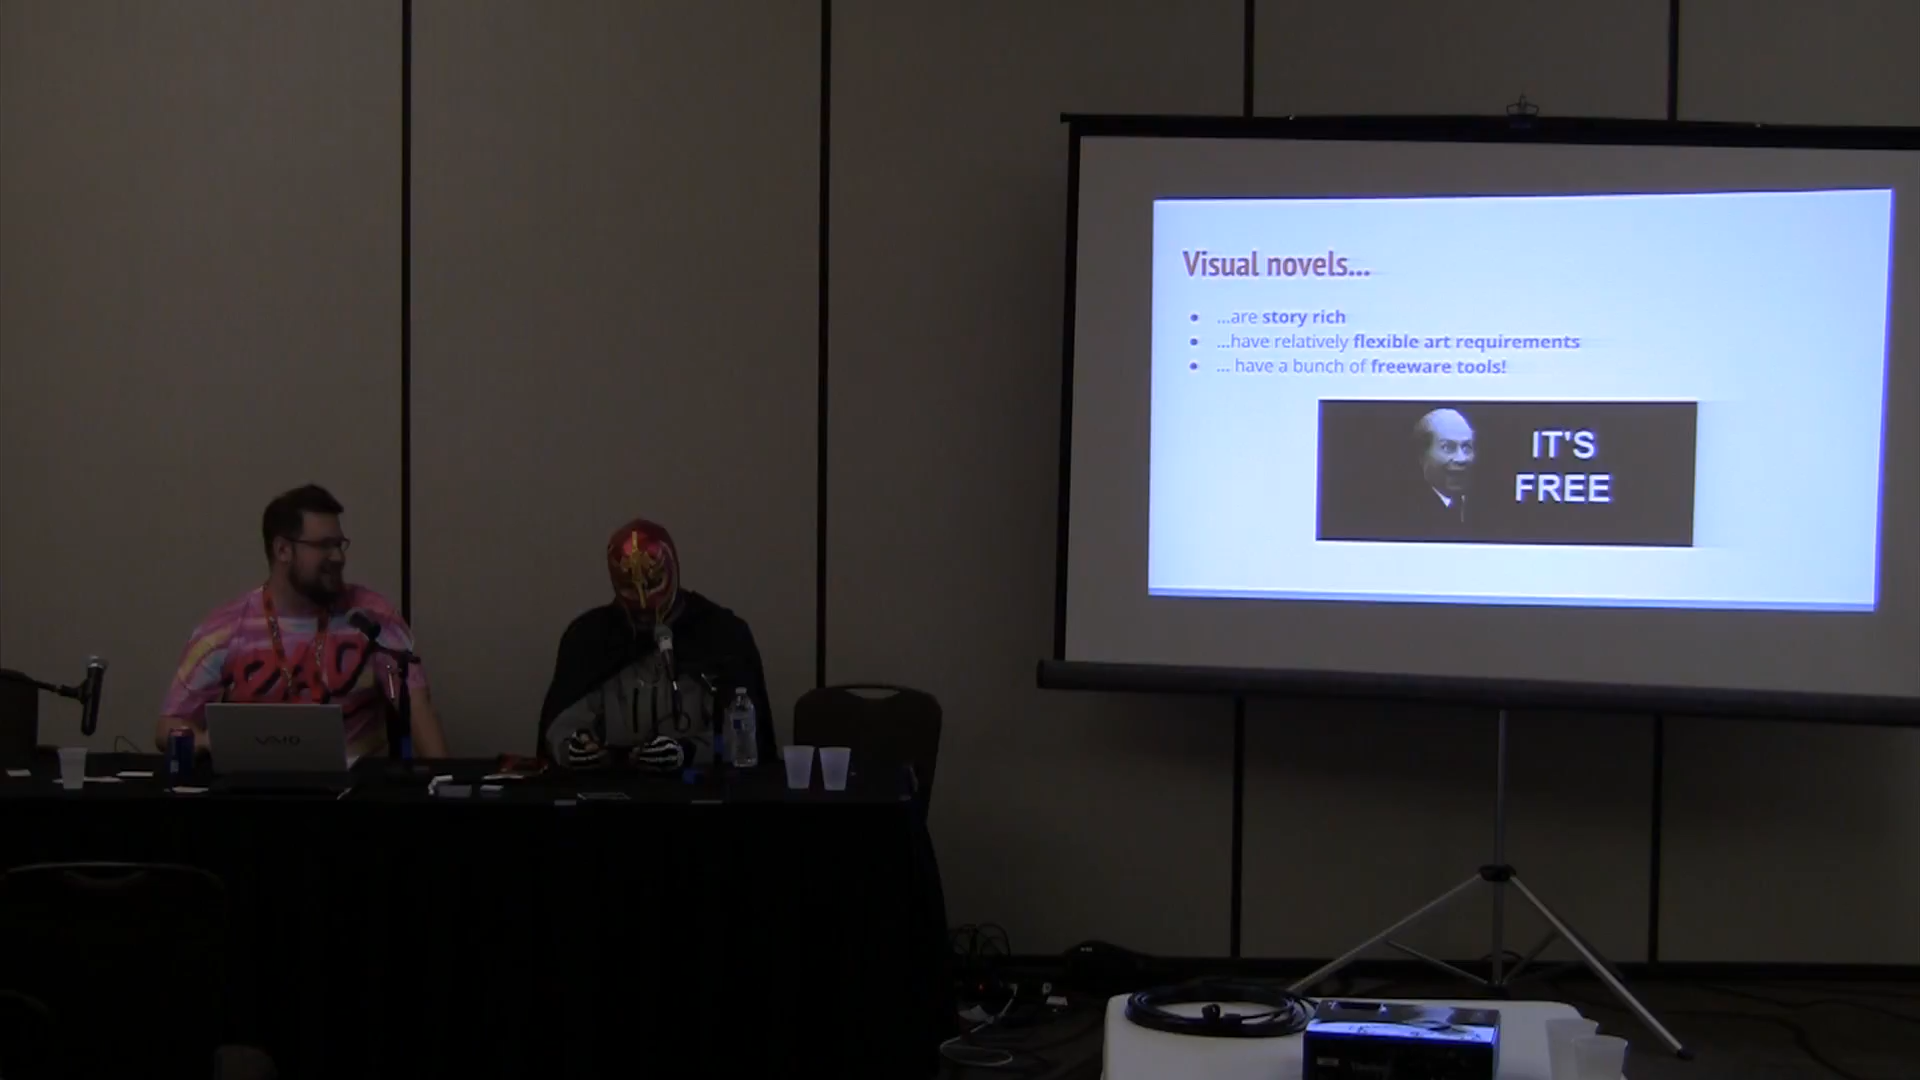 Visual novels...
• ...are story rich
• ...have relatively flexible art requirements
• ... have a bunch of freeware tools!
IT'S
FREE
VAIO